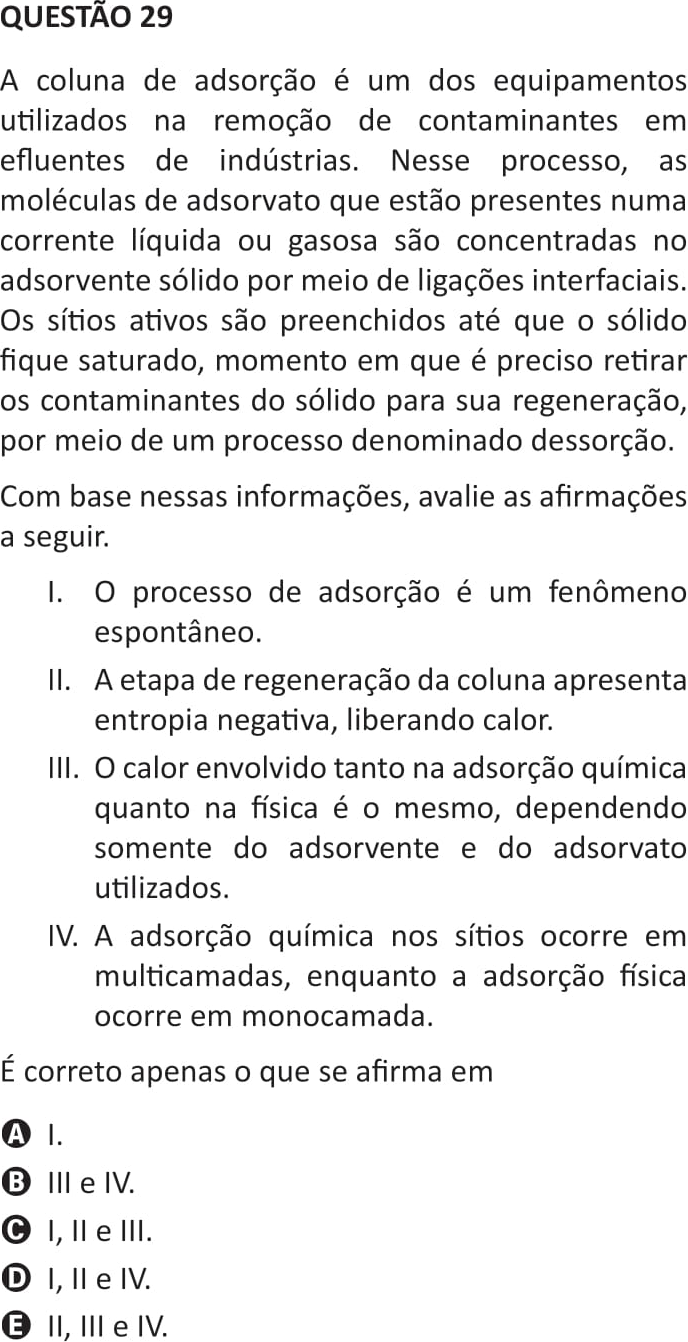 QUESTÃO 29
A coluna de adsorção é um dos equipamentos
utilizados na remoção de contaminantes em
efluentes de indústrias. Nesse processo, as
moléculas de adsorvato que estão presentes numa
corrente líquida ou gasosa são concentradas no
adsorvente sólido por meio de ligações interfaciais.
Os sítios ativos são preenchidos até que o sólido
fique saturado, momento em que é preciso retirar
os contaminantes do sólido para sua regeneração,
por meio de um processo denominado dessorção.
Com base nessas informações, avalie as afirmações
a seguir.
I. O processo de adsorção é um fenômeno
espontâneo.
II. A etapa de regeneração da coluna apresenta
entropia negativa, liberando calor.
III. O calor envolvido tanto na adsorção química
quanto na física é o mesmo, dependendo
somente do adsorvente e do adsorvato
utilizados.
IV. A adsorção química nos sítios ocorre em
multicamadas, enquanto a adsorção física
ocorre em monocamada.
É correto apenas o que se afirma em
A I.
B III e IV.
C I, II e III.
D I, II e IV.
E II, III e IV.